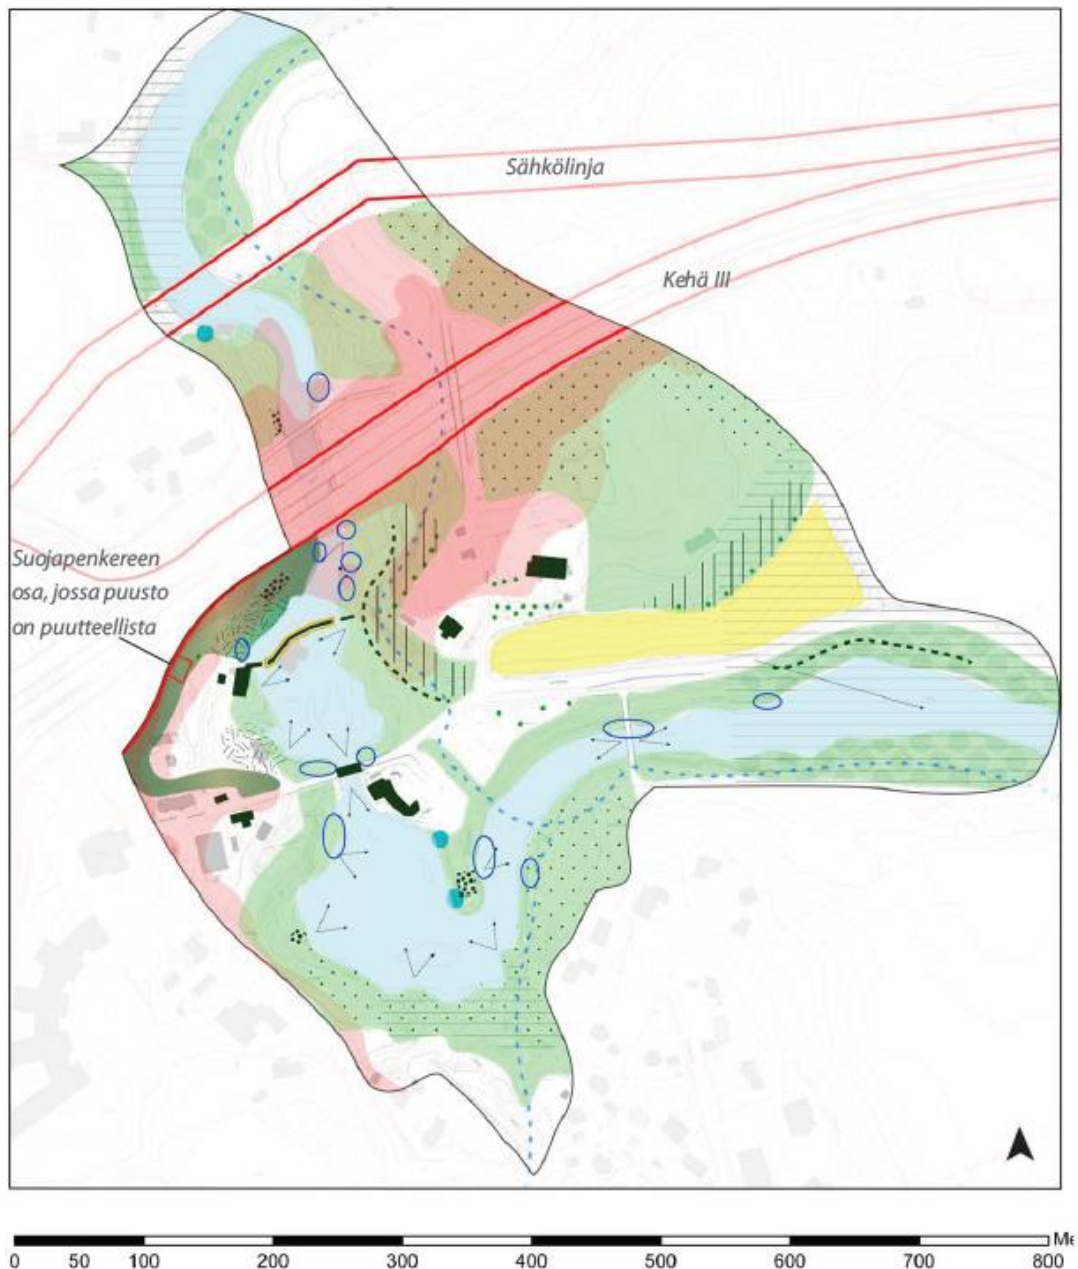 Sähkölinja
Kehä III
Suojapenkereen
osa, jossa puusto
on puutteellista
Me
0 50 100 200 300 400 500 600 700 800